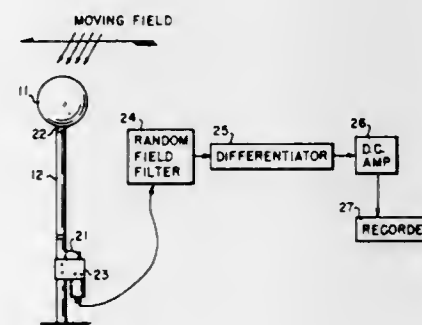 MOVING FIELD
11
22
12
21
23
24
RANDOM
FIELD
FILTER
25
DIFFERENTIATOR
26
D.C.
AMP
27
RECORDE